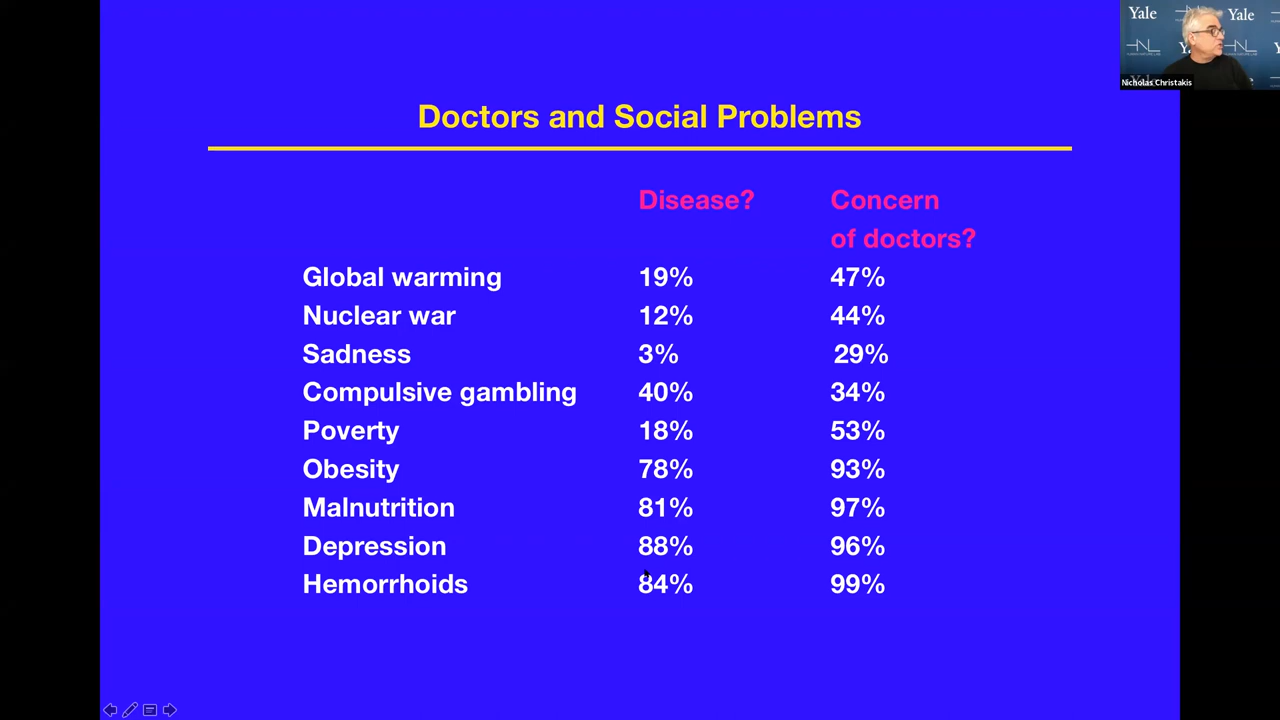 Yale
Yale
Nicholas Christakis
Doctors and Social Problems
Disease? Concern
of doctors?
Global warming 19% 47%
Nuclear war 12% 44%
Sadness 3% 29%
Compulsive gambling 40% 34%
Poverty 18% 53%
Obesity 78% 93%
Malnutrition 81% 97%
Depression 88% 96%
Hemorrhoids 84% 99%